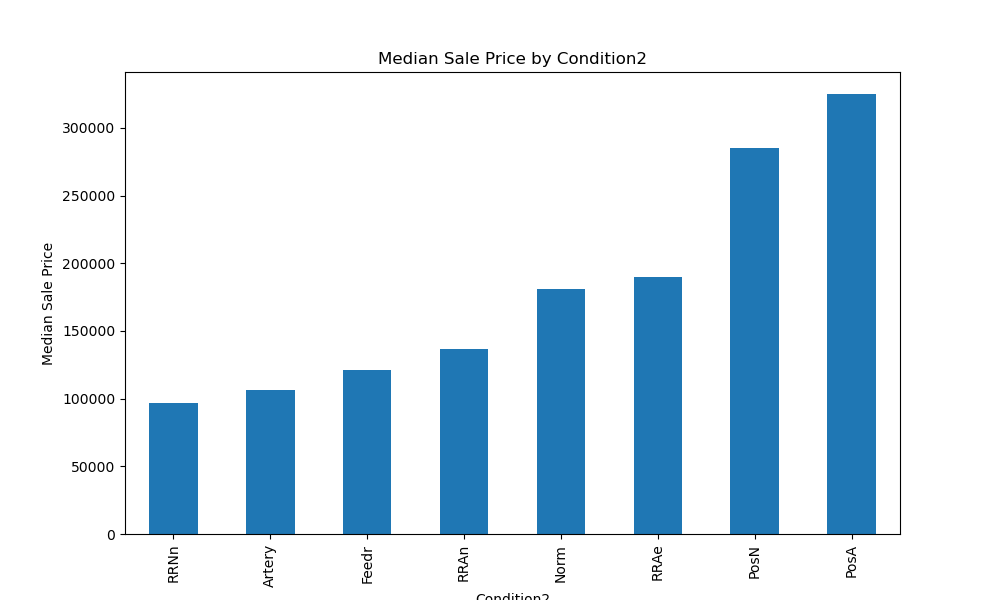 Median Sale Price by Condition2
Median Sale Price
300000
250000
200000
150000
100000
50000
0
RRNn
Artery
Feedr
RRAn
Norm
RRAe
PosN
PosA
Condition2